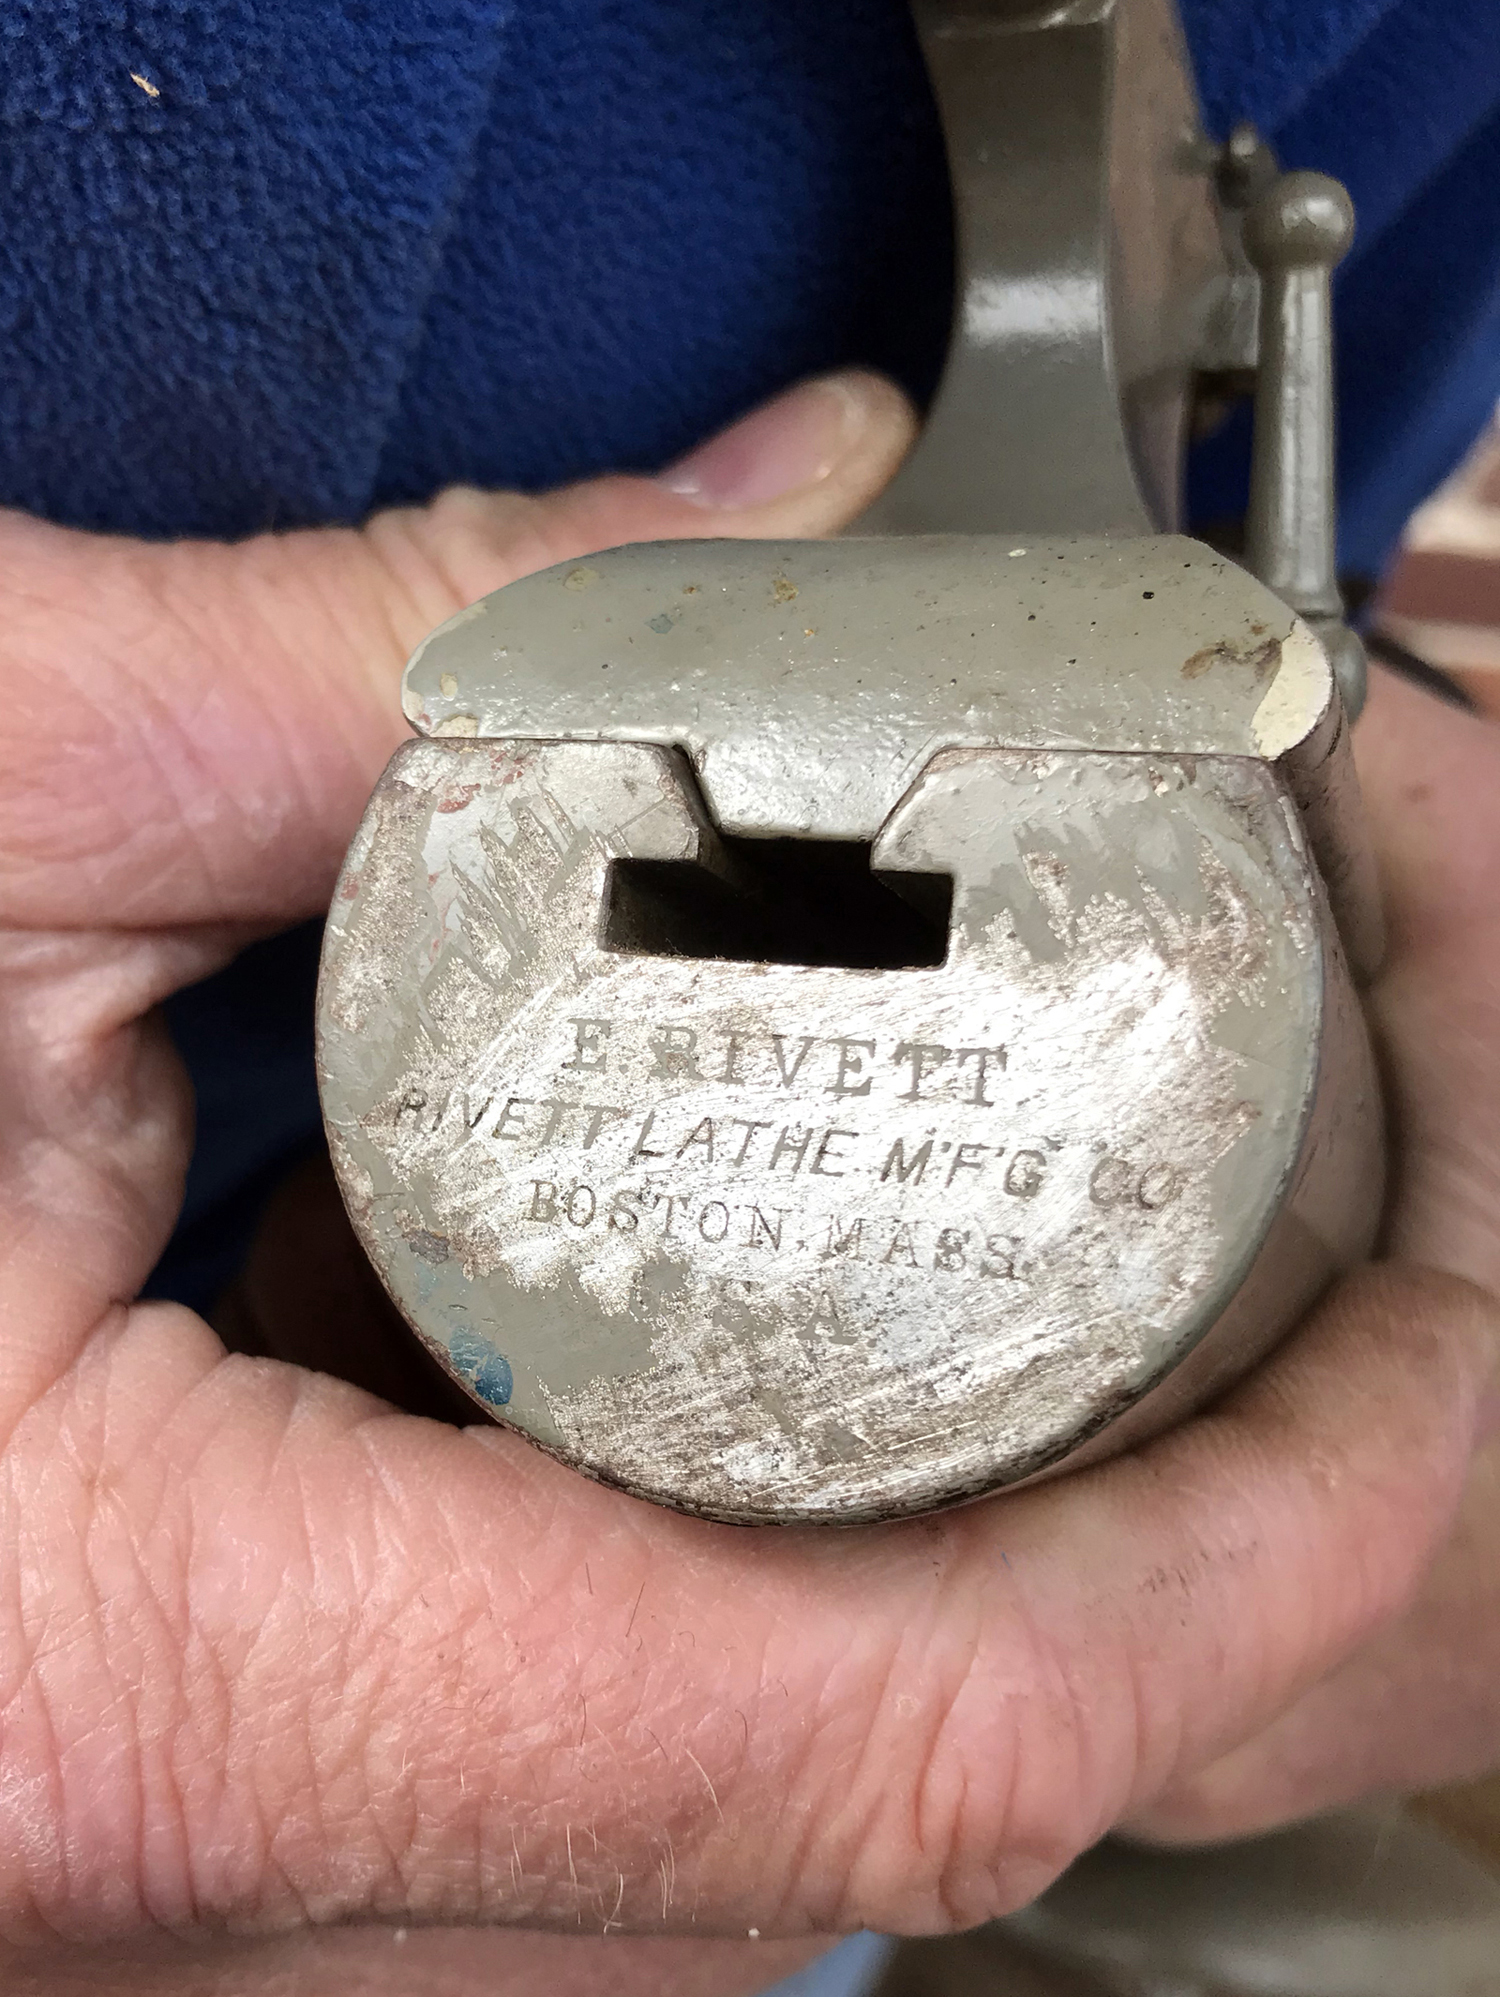 E. RIVETT
RIVETT LATHE M'F'G CO
BOSTON, MASS.
U S A